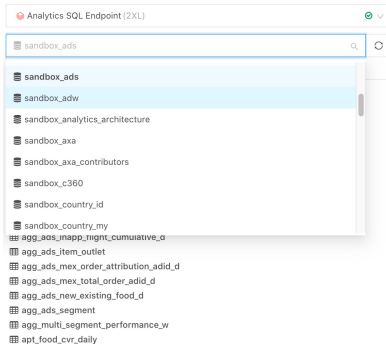 Analytics SQL Endpoint (2XL)
sandbox_ads
sandbox_ads
sandbox_adw
sandbox_analytics_architecture
sandbox_axa
sandbox_axa_contributors
sandbox_c360
sandbox_country_id
sandbox_country_my
agg_ads_inapp_flight_cumulative_d
agg_ads_item_outlet
agg_ads_mex_order_attribution_adid_d
agg_ads_mex_total_order_adid_d
agg_ads_new_existing_food_d
agg_ads_segment
agg_multi_segment_performance_w
apt_food_cvr_daily